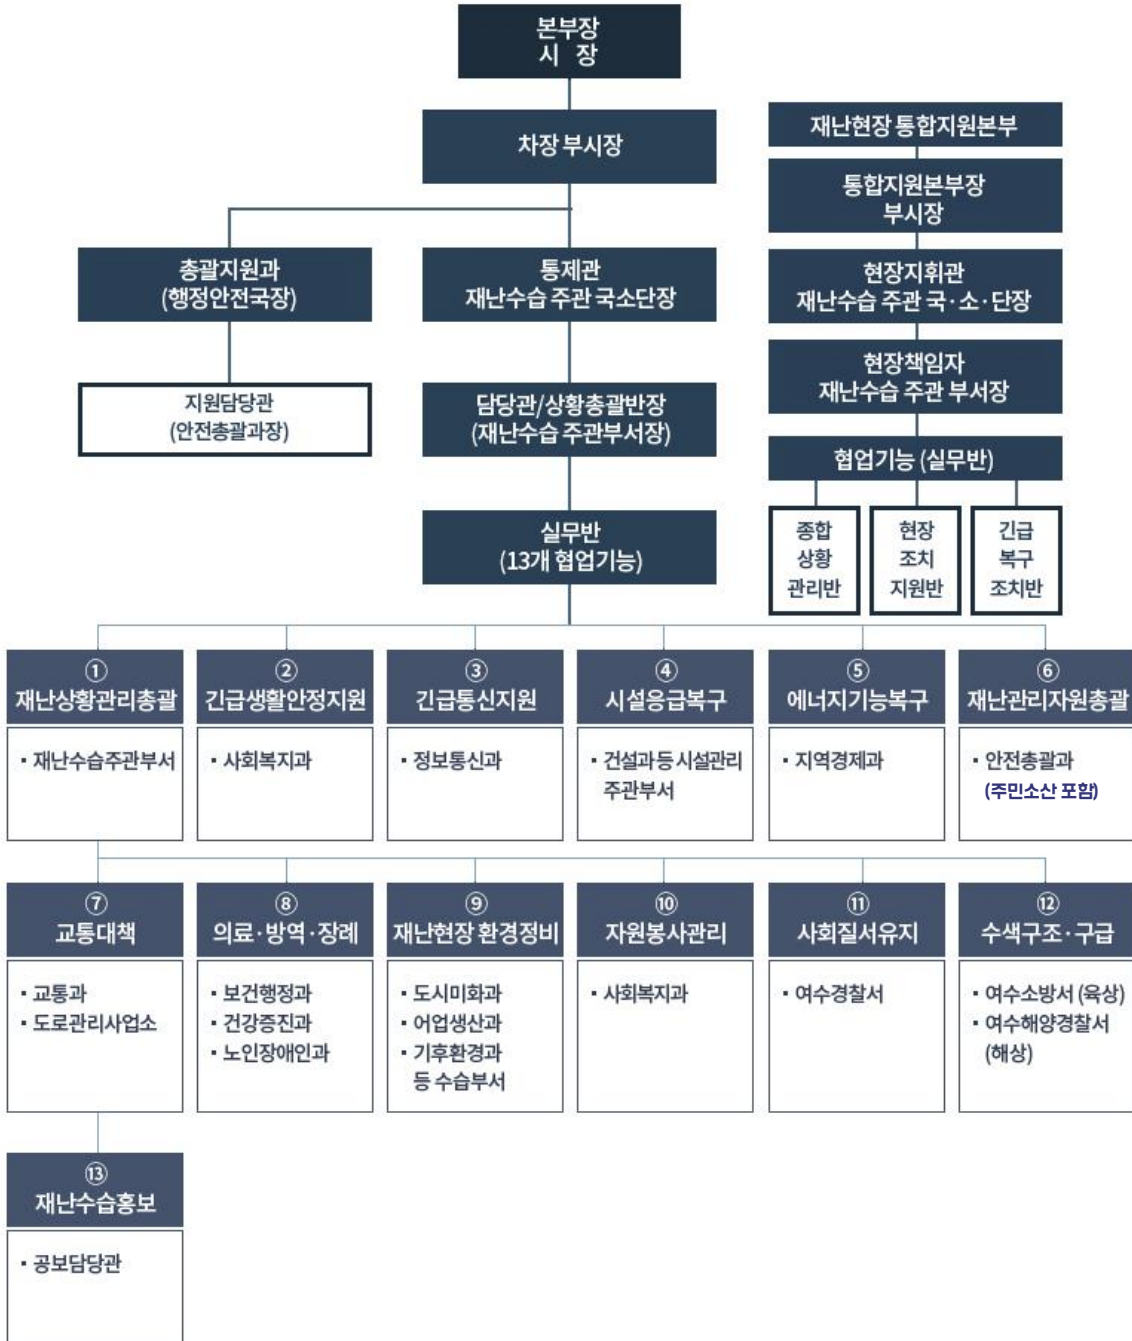 본부장
시 장
차장 부시장
총괄지원과
(행정안전국장)
지원담당관
(안전총괄과장)
통제관
재난수습 주관 국소단장
담당관/상황총괄반장
(재난수습 주관부서장)
실무반
(13개 협업기능)
재난현장 통합지원본부
통합지원본부장
부시장
현장지휘관
재난수습 주관 국·소·단장
현장책임자
재난수습 주관 부서장
협업기능 (실무반)
종합
상황
관리반
현장
조치
지원반
긴급
복구
조치반
①
재난상황관리총괄
▪ 재난수습주관부서
②
긴급생활안정지원
▪ 사회복지과
③
긴급통신지원
▪ 정보통신과
④
시설응급복구
▪ 건설과 등 시설관리
주관부서
⑤
에너지기능복구
▪ 지역경제과
⑥
재난관리자원총괄
▪ 안전총괄과
(주민소산 포함)
⑦
교통대책
▪ 교통과
▪ 도로관리사업소
⑧
의료·방역·장례
▪ 보건행정과
▪ 건강증진과
▪ 노인장애인과
⑨
재난현장 환경정비
▪ 도시미화과
▪ 어업생산과
▪ 기후환경과
등 수습부서
⑩
자원봉사관리
▪ 사회복지과
⑪
사회질서유지
▪ 여수경찰서
⑫
수색구조·구급
▪ 여수소방서 (육상)
▪ 여수해양경찰서
(해상)
⑬
재난수습홍보
▪ 공보담당관